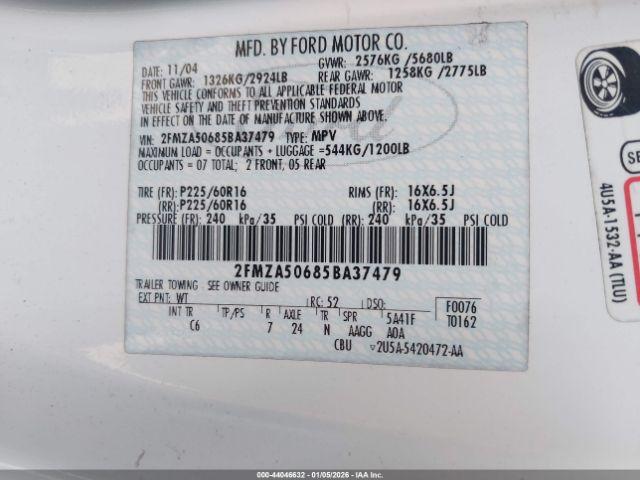 MFD. BY FORD MOTOR CO.
DATE: 11/04 GVWR: 2576KG /5680LB
FRONT GAWR: 1326KG/2924LB REAR GAWR: 1258KG /2775LB
THIS VEHICLE CONFORMS TO ALL APPLICABLE FEDERAL MOTOR
VEHICLE SAFETY AND BUMPER STANDARDS
IN EFFECT ON THE DATE OF MANUFACTURE SHOWN ABOVE.
VIN: 2FMZA50685BA37479 TYPE: MPV
MAXIMUM LOAD = OCCUPANTS + LUGGAGE =544KG/1200LB
OCCUPANTS = 07 TOTAL; 2 FRONT, 05 REAR
TIRE (FR): P225/60R16 RIMS (FR): 16X6.5J
(RR): P225/60R16 (RR): 16X6.5J
PRESSURE (FR): 240 kPa/35 PSI COLD (RR): 240 kPa/35 PSI COLD
2FMZA50685BA37479
TRAILER TOWING - SEE OWNER GUIDE
EXT PNT: WT RC: 52 DSO: F0076
INT TR TP/PS R AXLE TR SPR 5A41F T0162
C6 7 24 N AAGG A0A
CBU ▽2U5A-5420472-AA
4U5A-1532-AA (TLU)
SE
000-44046632 - 01/05/2026 - IAAI, Inc.